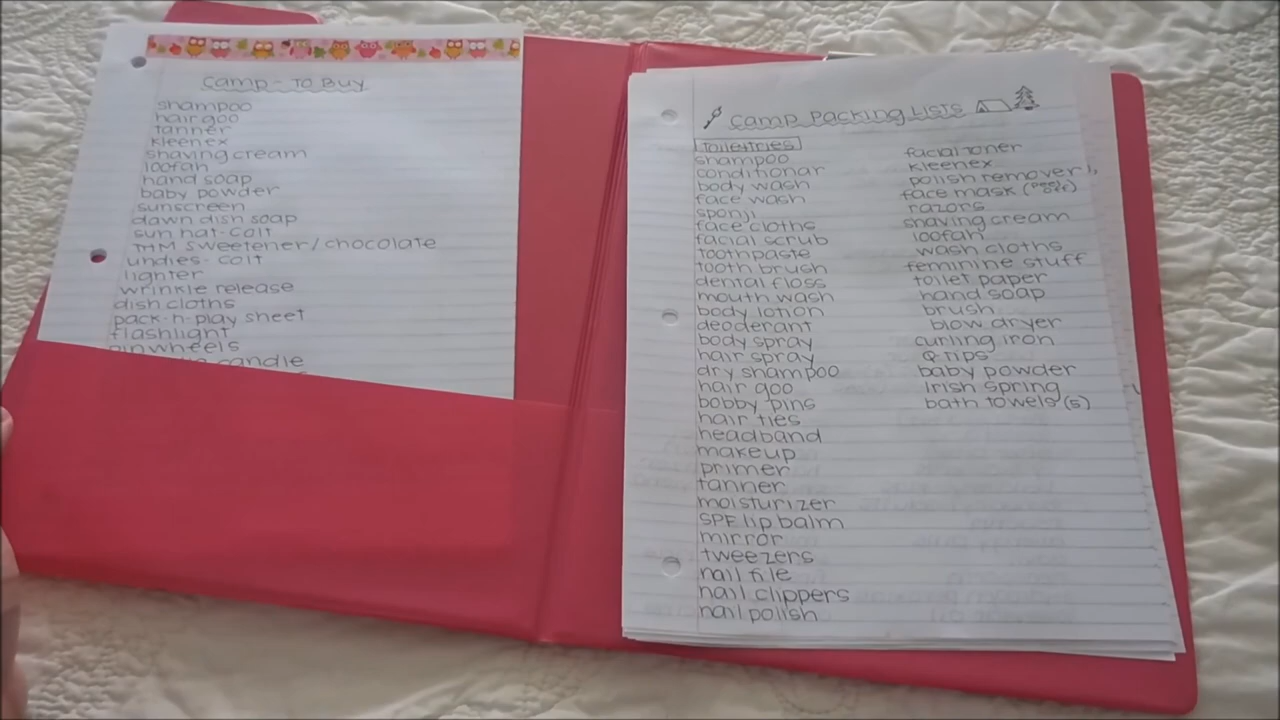 Camp - To Buy
shampoo
hair goo
tanner
kleenex
shaving cream
loofah
hand soap
baby powder
sunscreen
dawn dish soap
sun hat - colt
THM sweetener/chocolate
undies - colt
lighter
wrinkle release
dish cloths
pack-n-play sheet
flashlight
pinwheels
candle
Camp Packing Lists
Toiletries
shampoo
conditionar
body wash
face wash
sponji
face cloths
facial scrub
toothpaste
tooth brush
dental floss
mouth wash
body lotion
deoderant
body spray
hair spray
dry shampoo
hair goo
bobby pins
hair ties
headband
makeup
primer
tanner
moisturizer
SPF lip balm
mirror
tweezers
nail file
nail clippers
nail polish
facial toner
kleenex
polish remover
face mask (peel off)
razors
shaving cream
loofah
wash cloths
feminine stuff
toilet paper
hand soap
brush
blow dryer
curling iron
Q-tips
baby powder
Irish Spring
bath towels (5)